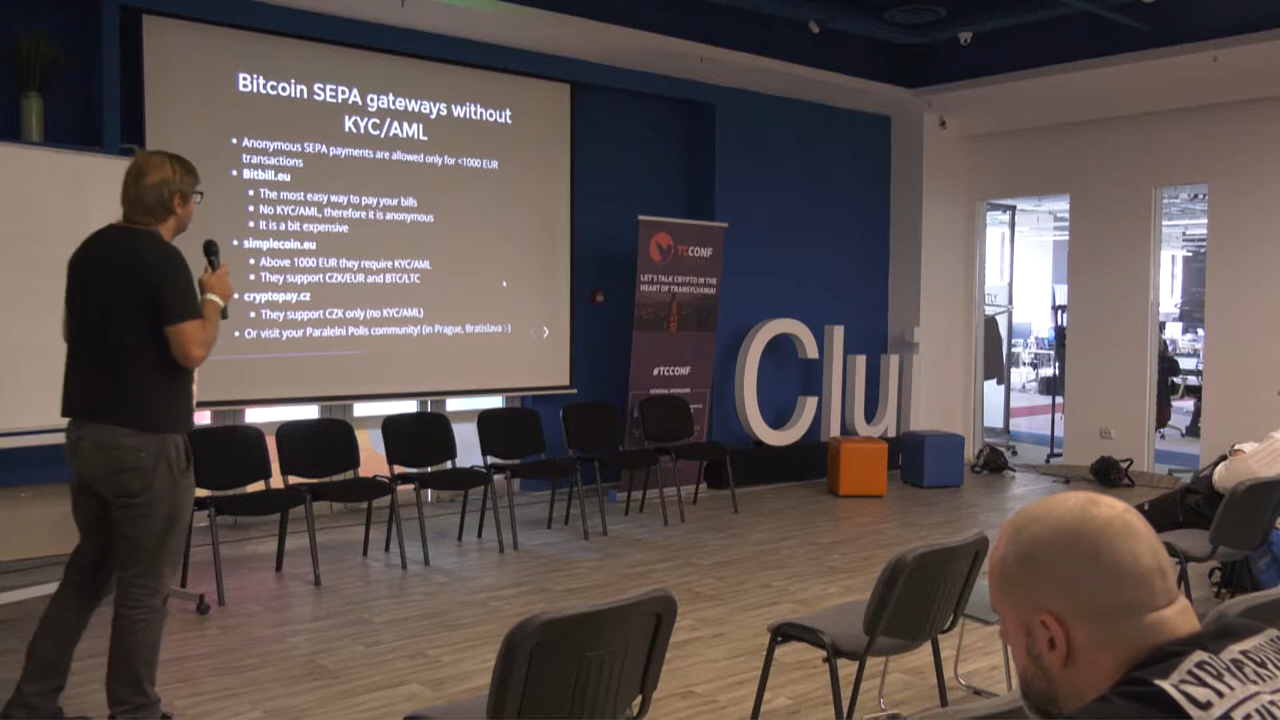 Bitcoin SEPA gateways without
KYC/AML
Anonymous SEPA payments are allowed only for <1000 EUR
transactions
Bitbill.eu
The most easy way to pay your bills
No KYC/AML, therefore it is anonymous
It is a bit expensive
simplecoin.eu
Above 1000 EUR they require KYC/AML
They support CZK/EUR and BTC/LTC
cryptopay.cz
They support CZK only (no KYC/AML)
Or visit your Paralelni Polis community! (in Prague, Bratislava :-)
TCCONF
LET'S TALK CRYPTO IN THE
HEART OF TRANSYLVANIA!
#TCCONF
GENERAL SPONSORS
Cluj